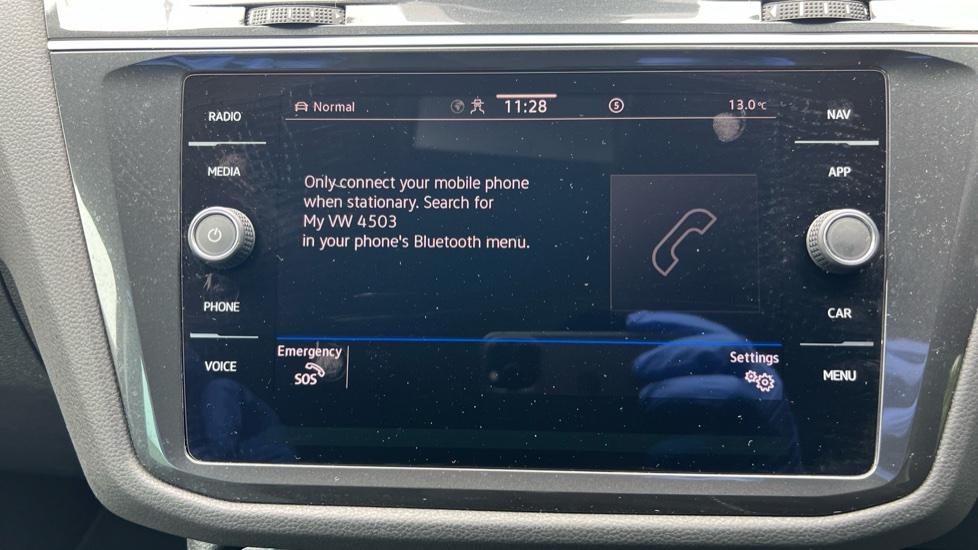 RADIO
MEDIA
PHONE
VOICE
Normal
11:28
5
13.0°C
Only connect your mobile phone
when stationary. Search for
My VW 4503
in your phone's Bluetooth menu.
Emergency
SOS
Settings
NAV
APP
CAR
MENU